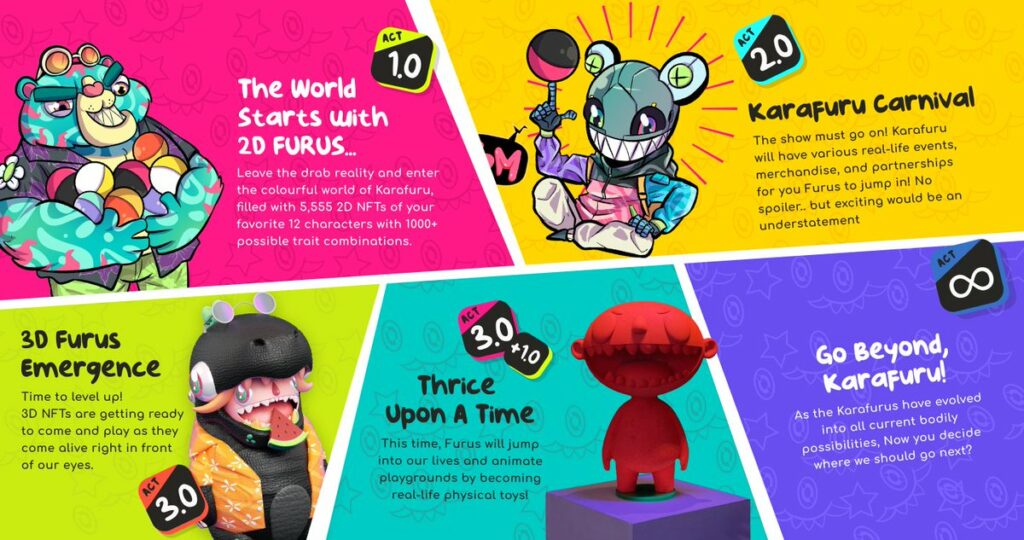 ACT
1.0
The World
Starts with
2D FURUS...
Leave the drab reality and enter
the colourful world of Karafuru,
filled with 5,555 2D NFTs of your
favorite 12 characters with 1000+
possible trait combinations.
ACT
2.0
Karafuru Carnival
The show must go on! Karafuru
will have various real-life events,
merchandise, and partnerships
for you Furus to jump in! No
spoiler.. but exciting would be an
understatement
3D Furus
Emergence
Time to level up!
3D NFTs are getting ready
to come and play as they
come alive right in front
of our eyes.
ACT
3.0
ACT
3.0
+1.0
Thrice
Upon A Time
This time, Furus will jump
into our lives and animate
playgrounds by becoming
real-life physical toys!
ACT
∞
Go Beyond,
Karafuru!
As the Karafurus have evolved
into all current bodily
possibilities, Now you decide
where we should go next?